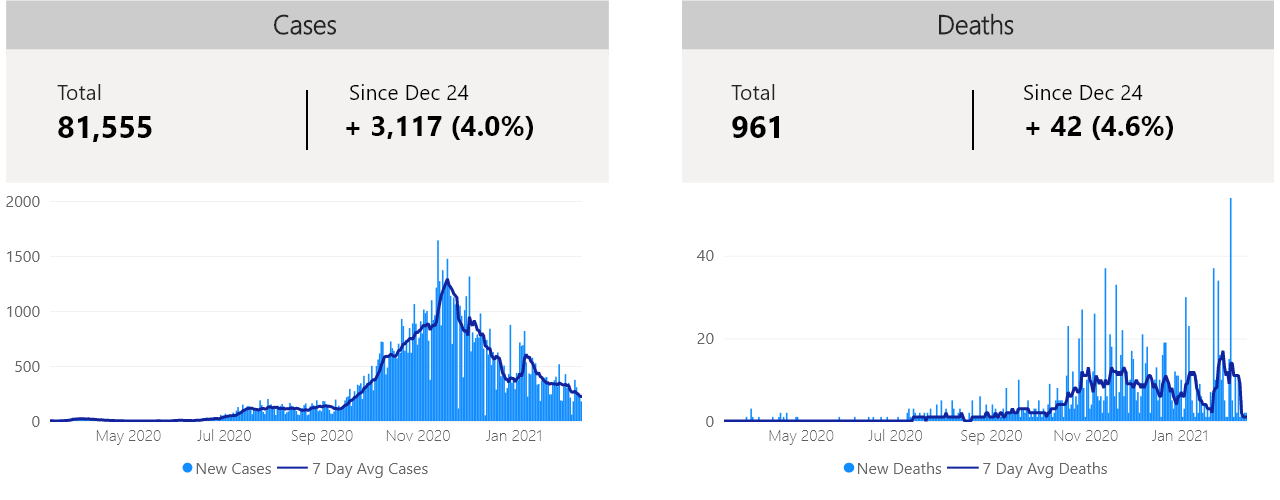 Cases
Total
81,555
Since Dec 24
+ 3,117 (4.0%)
2000
1500
1000
500
0
May 2020 Jul 2020 Sep 2020 Nov 2020 Jan 2021
New Cases 7 Day Avg Cases
Deaths
Total
961
Since Dec 24
+ 42 (4.6%)
40
20
0
May 2020 Jul 2020 Sep 2020 Nov 2020 Jan 2021
New Deaths 7 Day Avg Deaths